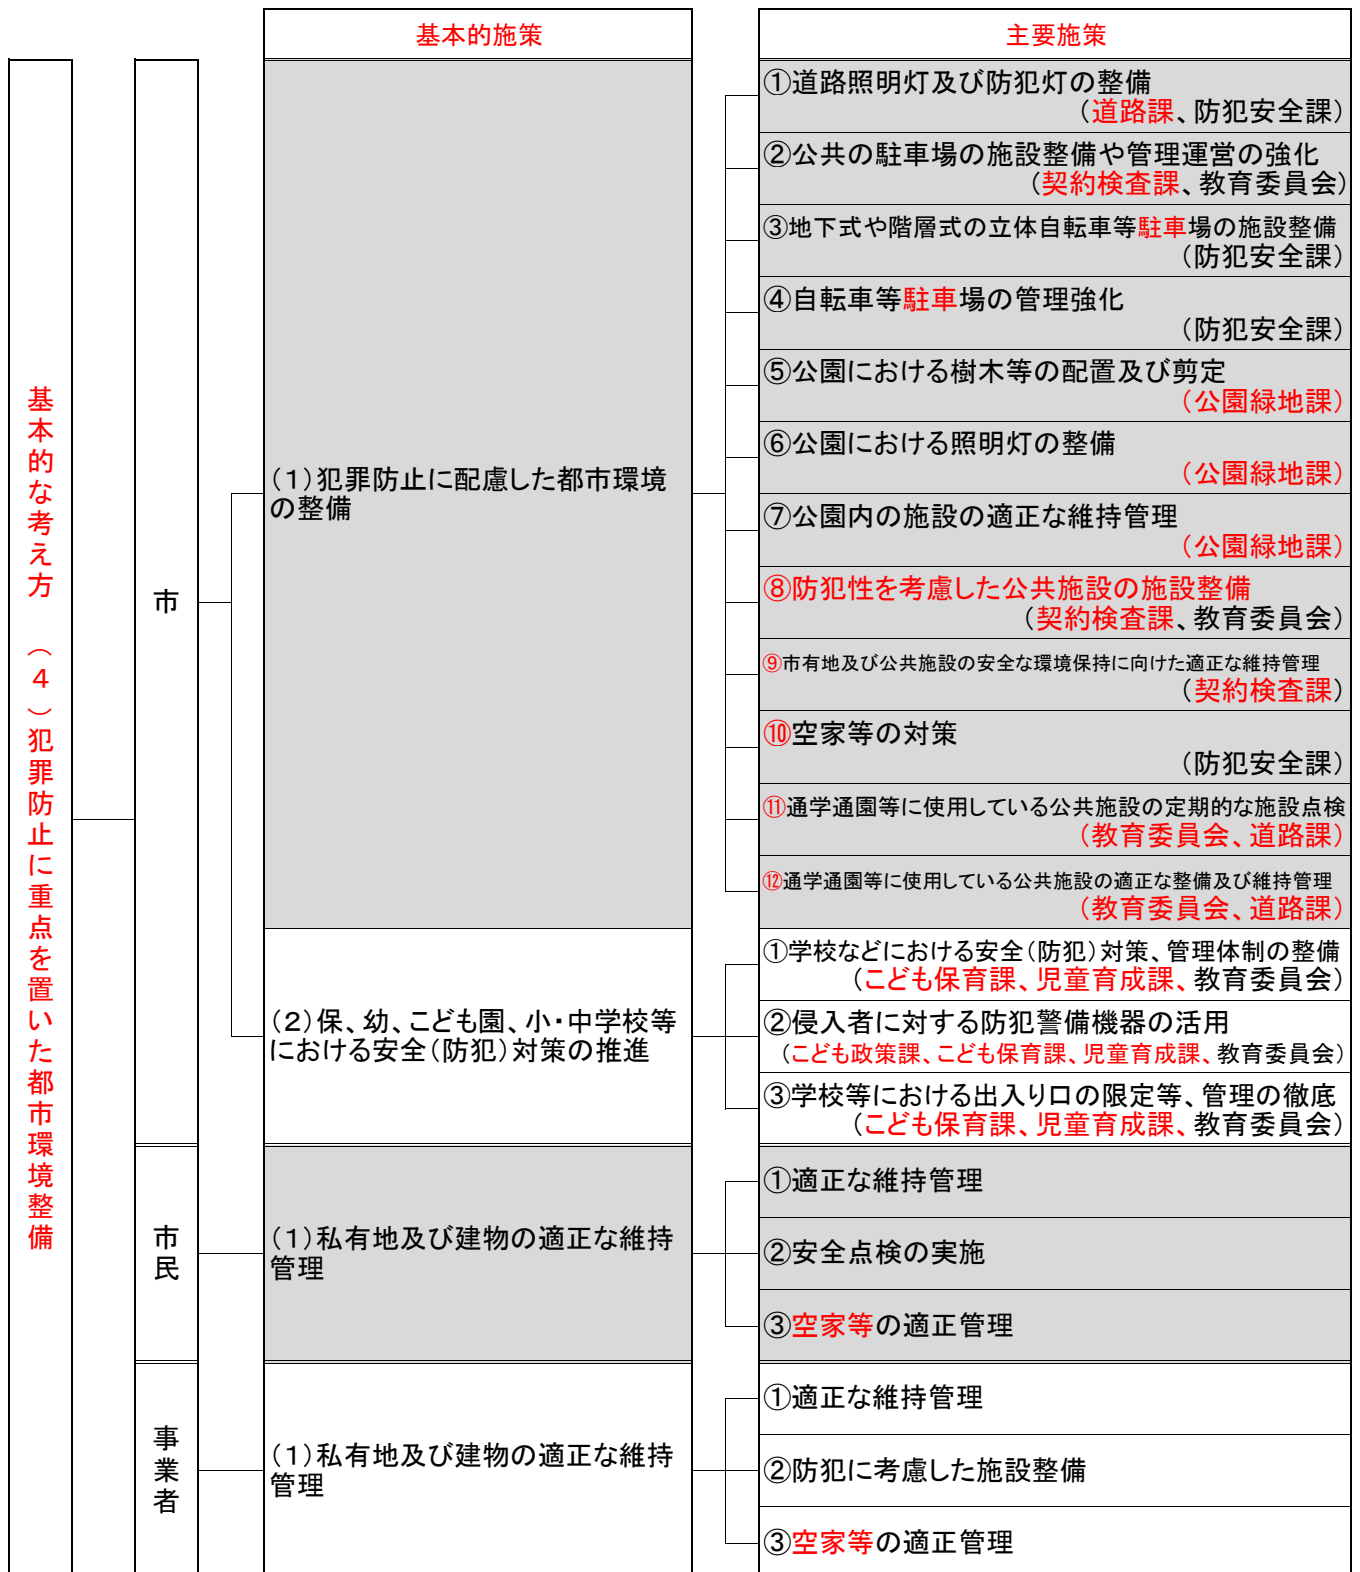 基本的施策
主要施策
基本的な考え方 （4）犯罪防止に重点を置いた都市環境整備
市
（1）犯罪防止に配慮した都市環境
の整備
①道路照明灯及び防犯灯の整備
（道路課、防犯安全課）
②公共の駐車場の施設整備や管理運営の強化
（契約検査課、教育委員会）
③地下式や階層式の立体自転車等駐車場の施設整備
（防犯安全課）
④自転車等駐車場の管理強化
（防犯安全課）
⑤公園における樹木等の配置及び剪定
（公園緑地課）
⑥公園における照明灯の整備
（公園緑地課）
⑦公園内の施設の適正な維持管理
（公園緑地課）
⑧防犯性を考慮した公共施設の施設整備
（契約検査課、教育委員会）
⑨市有地及び公共施設の安全な環境保持に向けた適正な維持管理
（契約検査課）
⑩空家等の対策
（防犯安全課）
⑪通学通園等に使用している公共施設の定期的な施設点検
（教育委員会、道路課）
⑫通学通園等に使用している公共施設の適正な整備及び維持管理
（教育委員会、道路課）
（2）保、幼、こども園、小・中学校等
における安全（防犯）対策の推進
①学校などにおける安全（防犯）対策、管理体制の整備
（こども保育課、児童育成課、教育委員会）
②侵入者に対する防犯警備機器の活用
（こども政策課、こども保育課、児童育成課、教育委員会）
③学校等における出入り口の限定等、管理の徹底
（こども保育課、児童育成課、教育委員会）
市民
（1）私有地及び建物の適正な維持
管理
①適正な維持管理
②安全点検の実施
③空家等の適正管理
事業者
（1）私有地及び建物の適正な維持
管理
①適正な維持管理
②防犯に考慮した施設整備
③空家等の適正管理